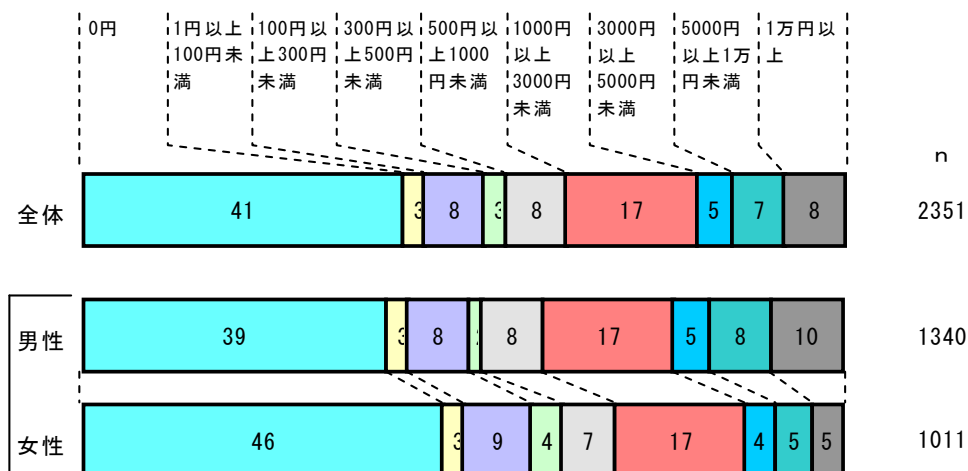 0円
1円以上
100円未
満
100円以
上300円
未満
300円以
上500円
未満
500円以
上1000
円未満
1000円
以上
3000円
未満
3000円
以上
5000円
未満
5000円
以上1万
円未満
1万円以
上
n
全体 41 3 8 3 8 17 5 7 8 2351
男性 39 3 8 2 8 17 5 8 10 1340
女性 46 3 9 4 7 17 4 5 5 1011